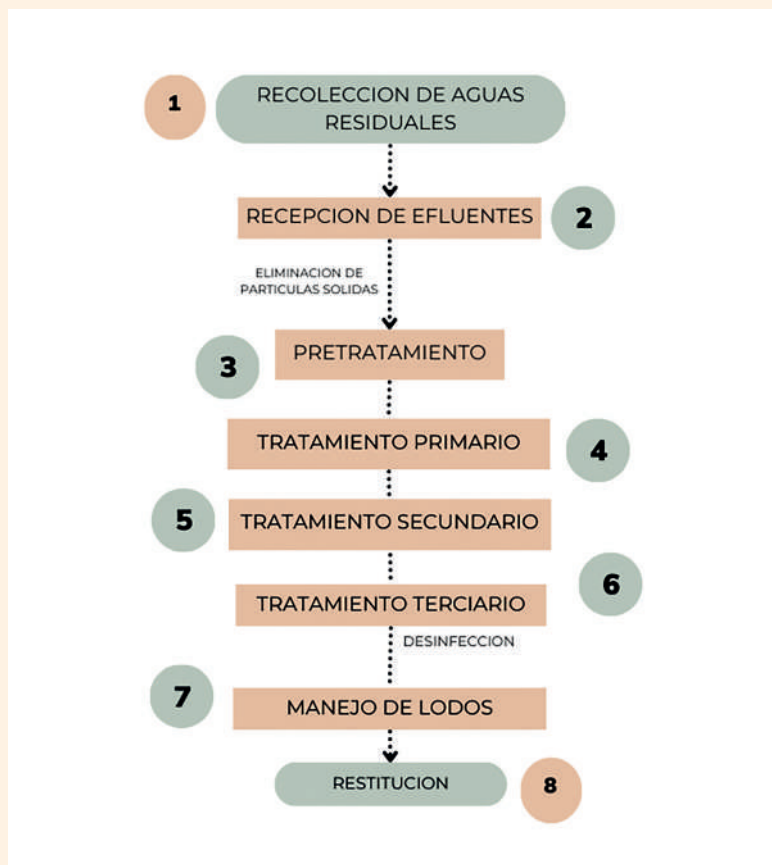 1
RECOLECCION DE AGUAS
RESIDUALES
RECEPCION DE EFLUENTES
2
ELIMINACION DE
PARTICULAS SOLIDAS
3
PRETRATAMIENTO
TRATAMIENTO PRIMARIO
4
5
TRATAMIENTO SECUNDARIO
6
TRATAMIENTO TERCIARIO
DESINFECCION
7
MANEJO DE LODOS
RESTITUCION
8